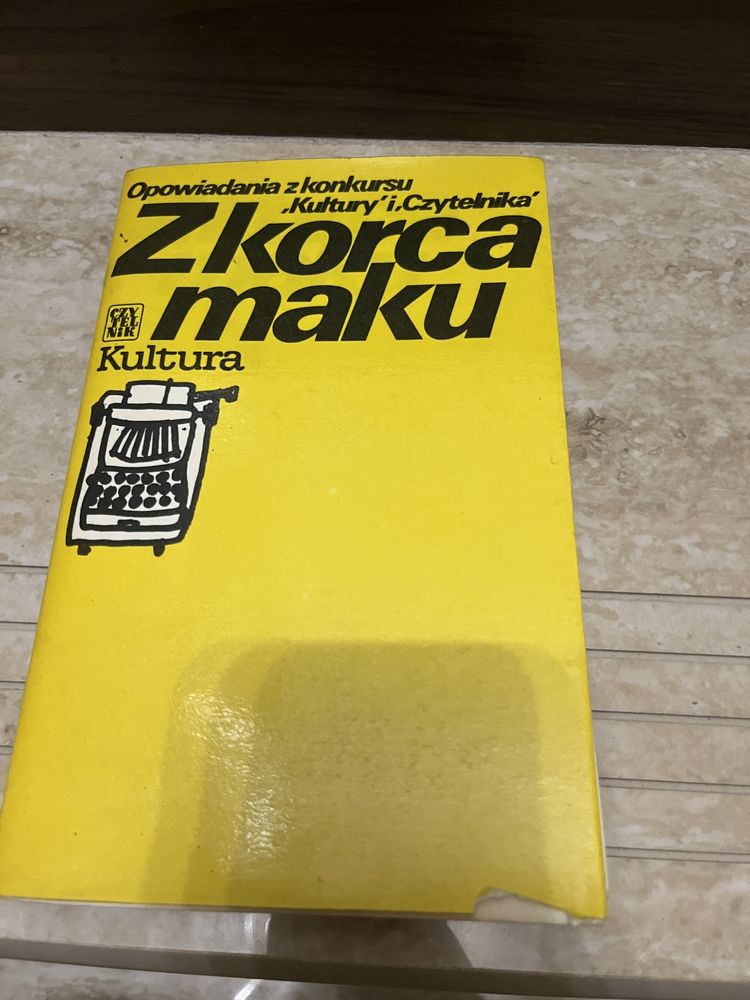 Opowiadania z konkursu
‚Kultury’ i ‚Czytelnika’
Z korca
maku
CZY
TEL
NiK
Kultura